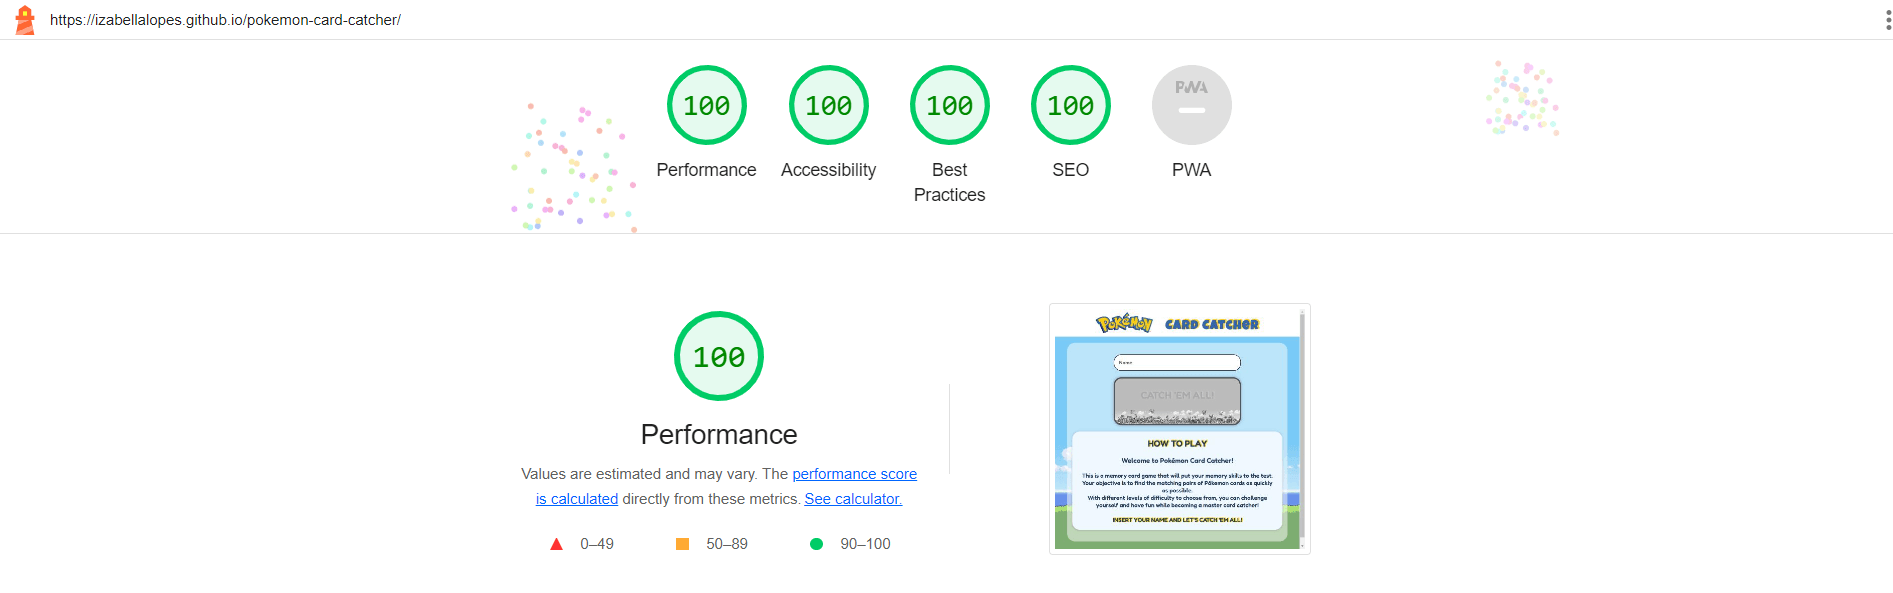 https://izabellalopes.github.io/pokemon-card-catcher/
100
100
100
100
PWA
Performance
Accessibility
Best
Practices
SEO
PWA
100
Performance
Values are estimated and may vary. The performance score
is calculated directly from these metrics. See calculator.
0–49
50–89
90–100
POKéMON CARD CATCHER
Name
CATCH 'EM ALL!
HOW TO PLAY
Welcome to Pokémon Card Catcher!
This is a memory card game that will put your memory skills to the test.
Your objective is to find the matching pairs of Pókemon cards as quickly
as possible.
With different levels of difficulty to choose from, you can challenge
yourself and have fun while becoming a master card catcher!
INSERT YOUR NAME AND LET'S CATCH 'EM ALL!